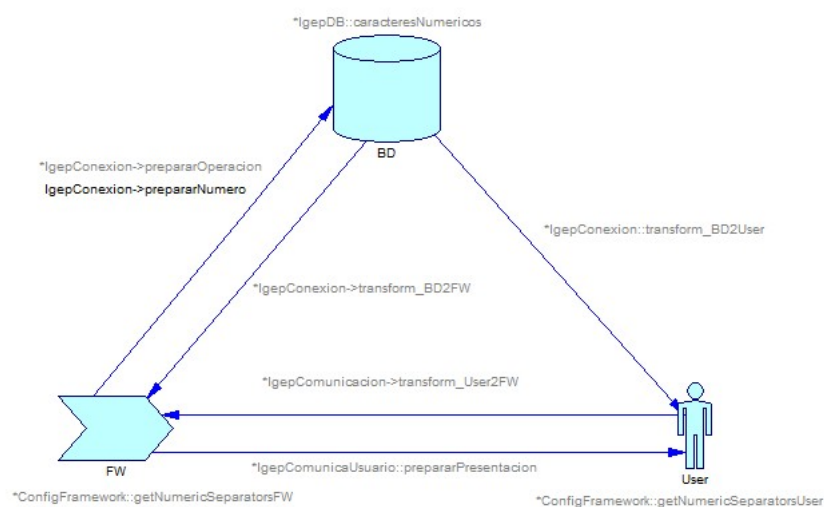 *IgepDB::caracteresNumericos
BD
*IgepConexion->prepararOperacion
IgepConexion->prepararNumero
*IgepConexion::transform_BD2User
*IgepConexion->transform_BD2FW
*IgepComunicacion->transform_User2FW
FW
*IgepComunicaUsuario::prepararPresentacion
User
*ConfigFramework::getNumericSeparatorsFW
*ConfigFramework::getNumericSeparatorsUser